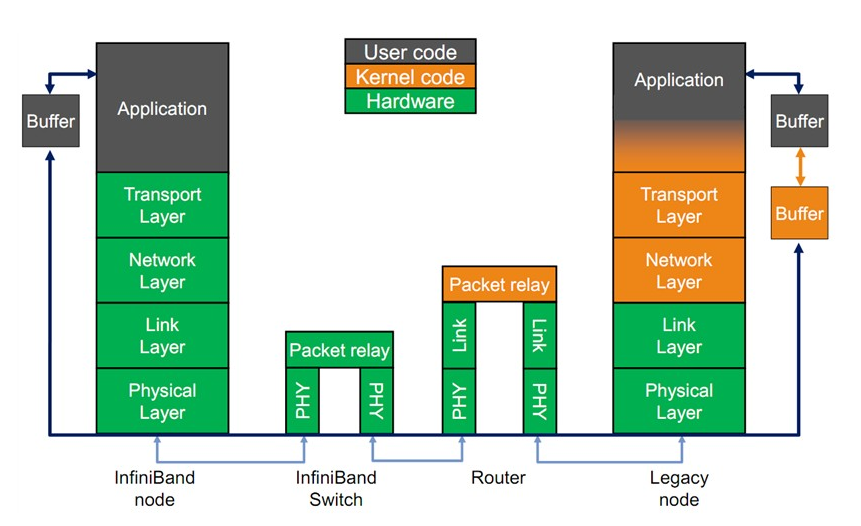 User code
Kernel code
Hardware
Buffer
Application
Transport
Layer
Network
Layer
Link
Layer
Physical
Layer
InfiniBand
node
Packet relay
PHY
PHY
InfiniBand
Switch
Packet relay
Link
Link
PHY
PHY
Router
Application
Transport
Layer
Network
Layer
Link
Layer
Physical
Layer
Legacy
node
Buffer
Buffer